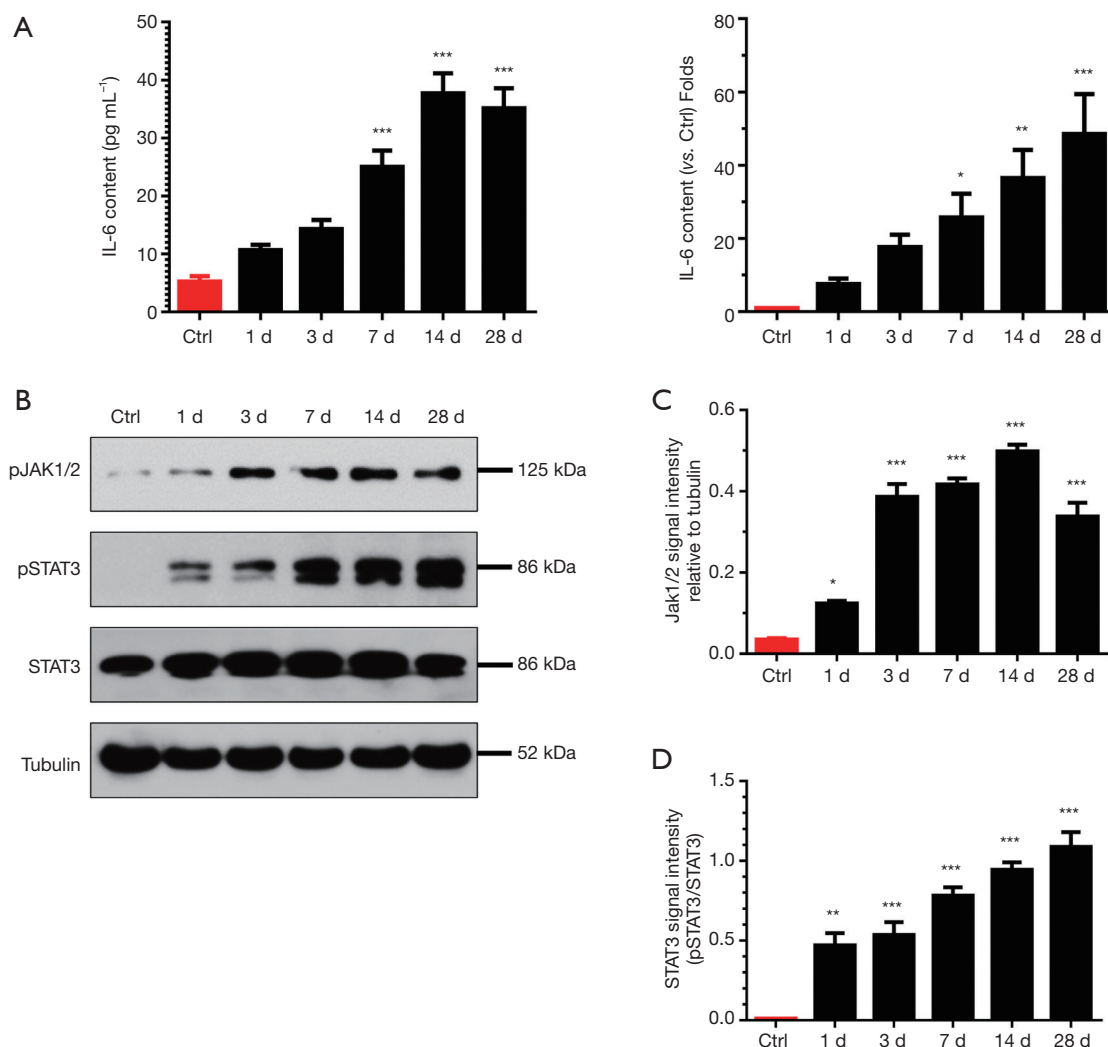 A
IL-6 content (pg mL⁻¹)
50
40
30
20
10
0
***
***
***
Ctrl 1 d 3 d 7 d 14 d 28 d
IL-6 content (vs. Ctrl) Folds
80
60
40
20
0
*
**
***
Ctrl 1 d 3 d 7 d 14 d 28 d
B
Ctrl 1 d 3 d 7 d 14 d 28 d
pJAK1/2 125 kDa
pSTAT3 86 kDa
STAT3 86 kDa
Tubulin 52 kDa
C
Jak1/2 signal intensity
relative to tubulin
0.6
0.4
0.2
0.0
*
***
***
***
***
Ctrl 1 d 3 d 7 d 14 d 28 d
D
STAT3 signal intensity
(pSTAT3/STAT3)
1.5
1.0
0.5
0.0
**
***
***
***
***
Ctrl 1 d 3 d 7 d 14 d 28 d